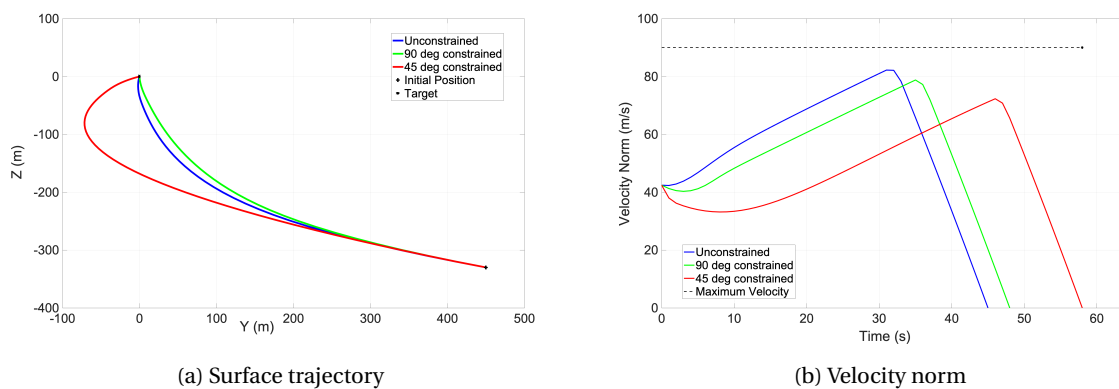 100
0
-100
-200
-300
-400
Z (m)
-100
0
100
200
300
400
500
Y (m)
Unconstrained
90 deg constrained
45 deg constrained
Initial Position
Target
(a) Surface trajectory
100
80
60
40
20
0
Velocity Norm (m/s)
0
10
20
30
40
50
60
Time (s)
Unconstrained
90 deg constrained
45 deg constrained
Maximum Velocity
(b) Velocity norm